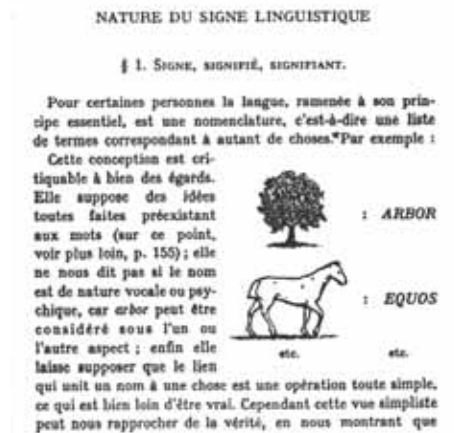 NATURE DU SIGNE LINGUISTIQUE
§ 1. SIGNE, SIGNIFIÉ, SIGNIFIANT.
Pour certaines personnes la langue, ramenée à son prin-
cipe essentiel, est une nomenclature, c'est-à-dire une liste
de termes correspondant à autant de choses.*Par exemple :
Cette conception est cri-
tiquable à bien des égards.
Elle suppose des idées
toutes faites préexistant
aux mots (sur ce point,
voir plus loin, p. 155) ; elle
ne nous dit pas si le nom
est de nature vocale ou psy-
chique, car arbor peut être
considéré sous l'un ou
l'autre aspect ; enfin elle
laisse supposer que le lien
: ARBOR
: EQUOS
etc. etc.
qui unit un nom à une chose est une opération toute simple,
ce qui est bien loin d'être vrai. Cependant cette vue simpliste
peut nous rapprocher de la vérité, en nous montrant que